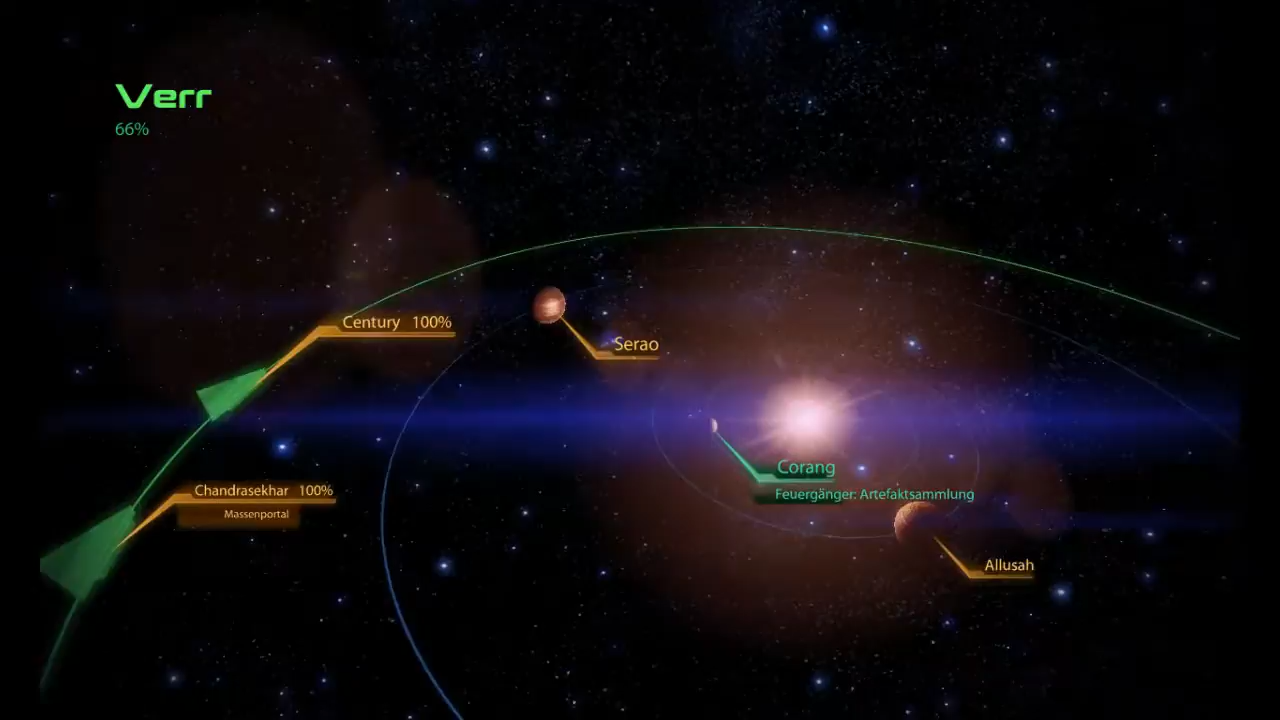 Verr
66%
Century 100%
Serao
Corang
Feuergänger: Artefaktsammlung
Chandrasekhar 100%
Massenportal
Allusah